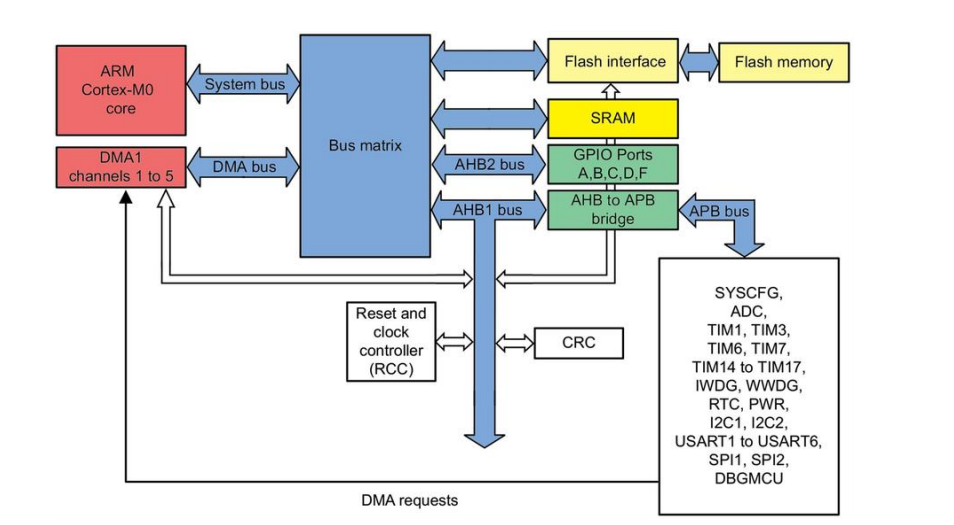 ARM
Cortex-M0
core
System bus
Bus matrix
Flash interface
Flash memory
SRAM
DMA1
channels 1 to 5
DMA bus
AHB2 bus
GPIO Ports
A,B,C,D,F
AHB1 bus
AHB to APB
bridge
APB bus
SYSCFG,
ADC,
TIM1, TIM3,
TIM6, TIM7,
TIM14 to TIM17,
IWDG, WWDG,
RTC, PWR,
I2C1, I2C2,
USART1 to USART6,
SPI1, SPI2,
DBGMCU
Reset and
clock
controller
(RCC)
CRC
DMA requests